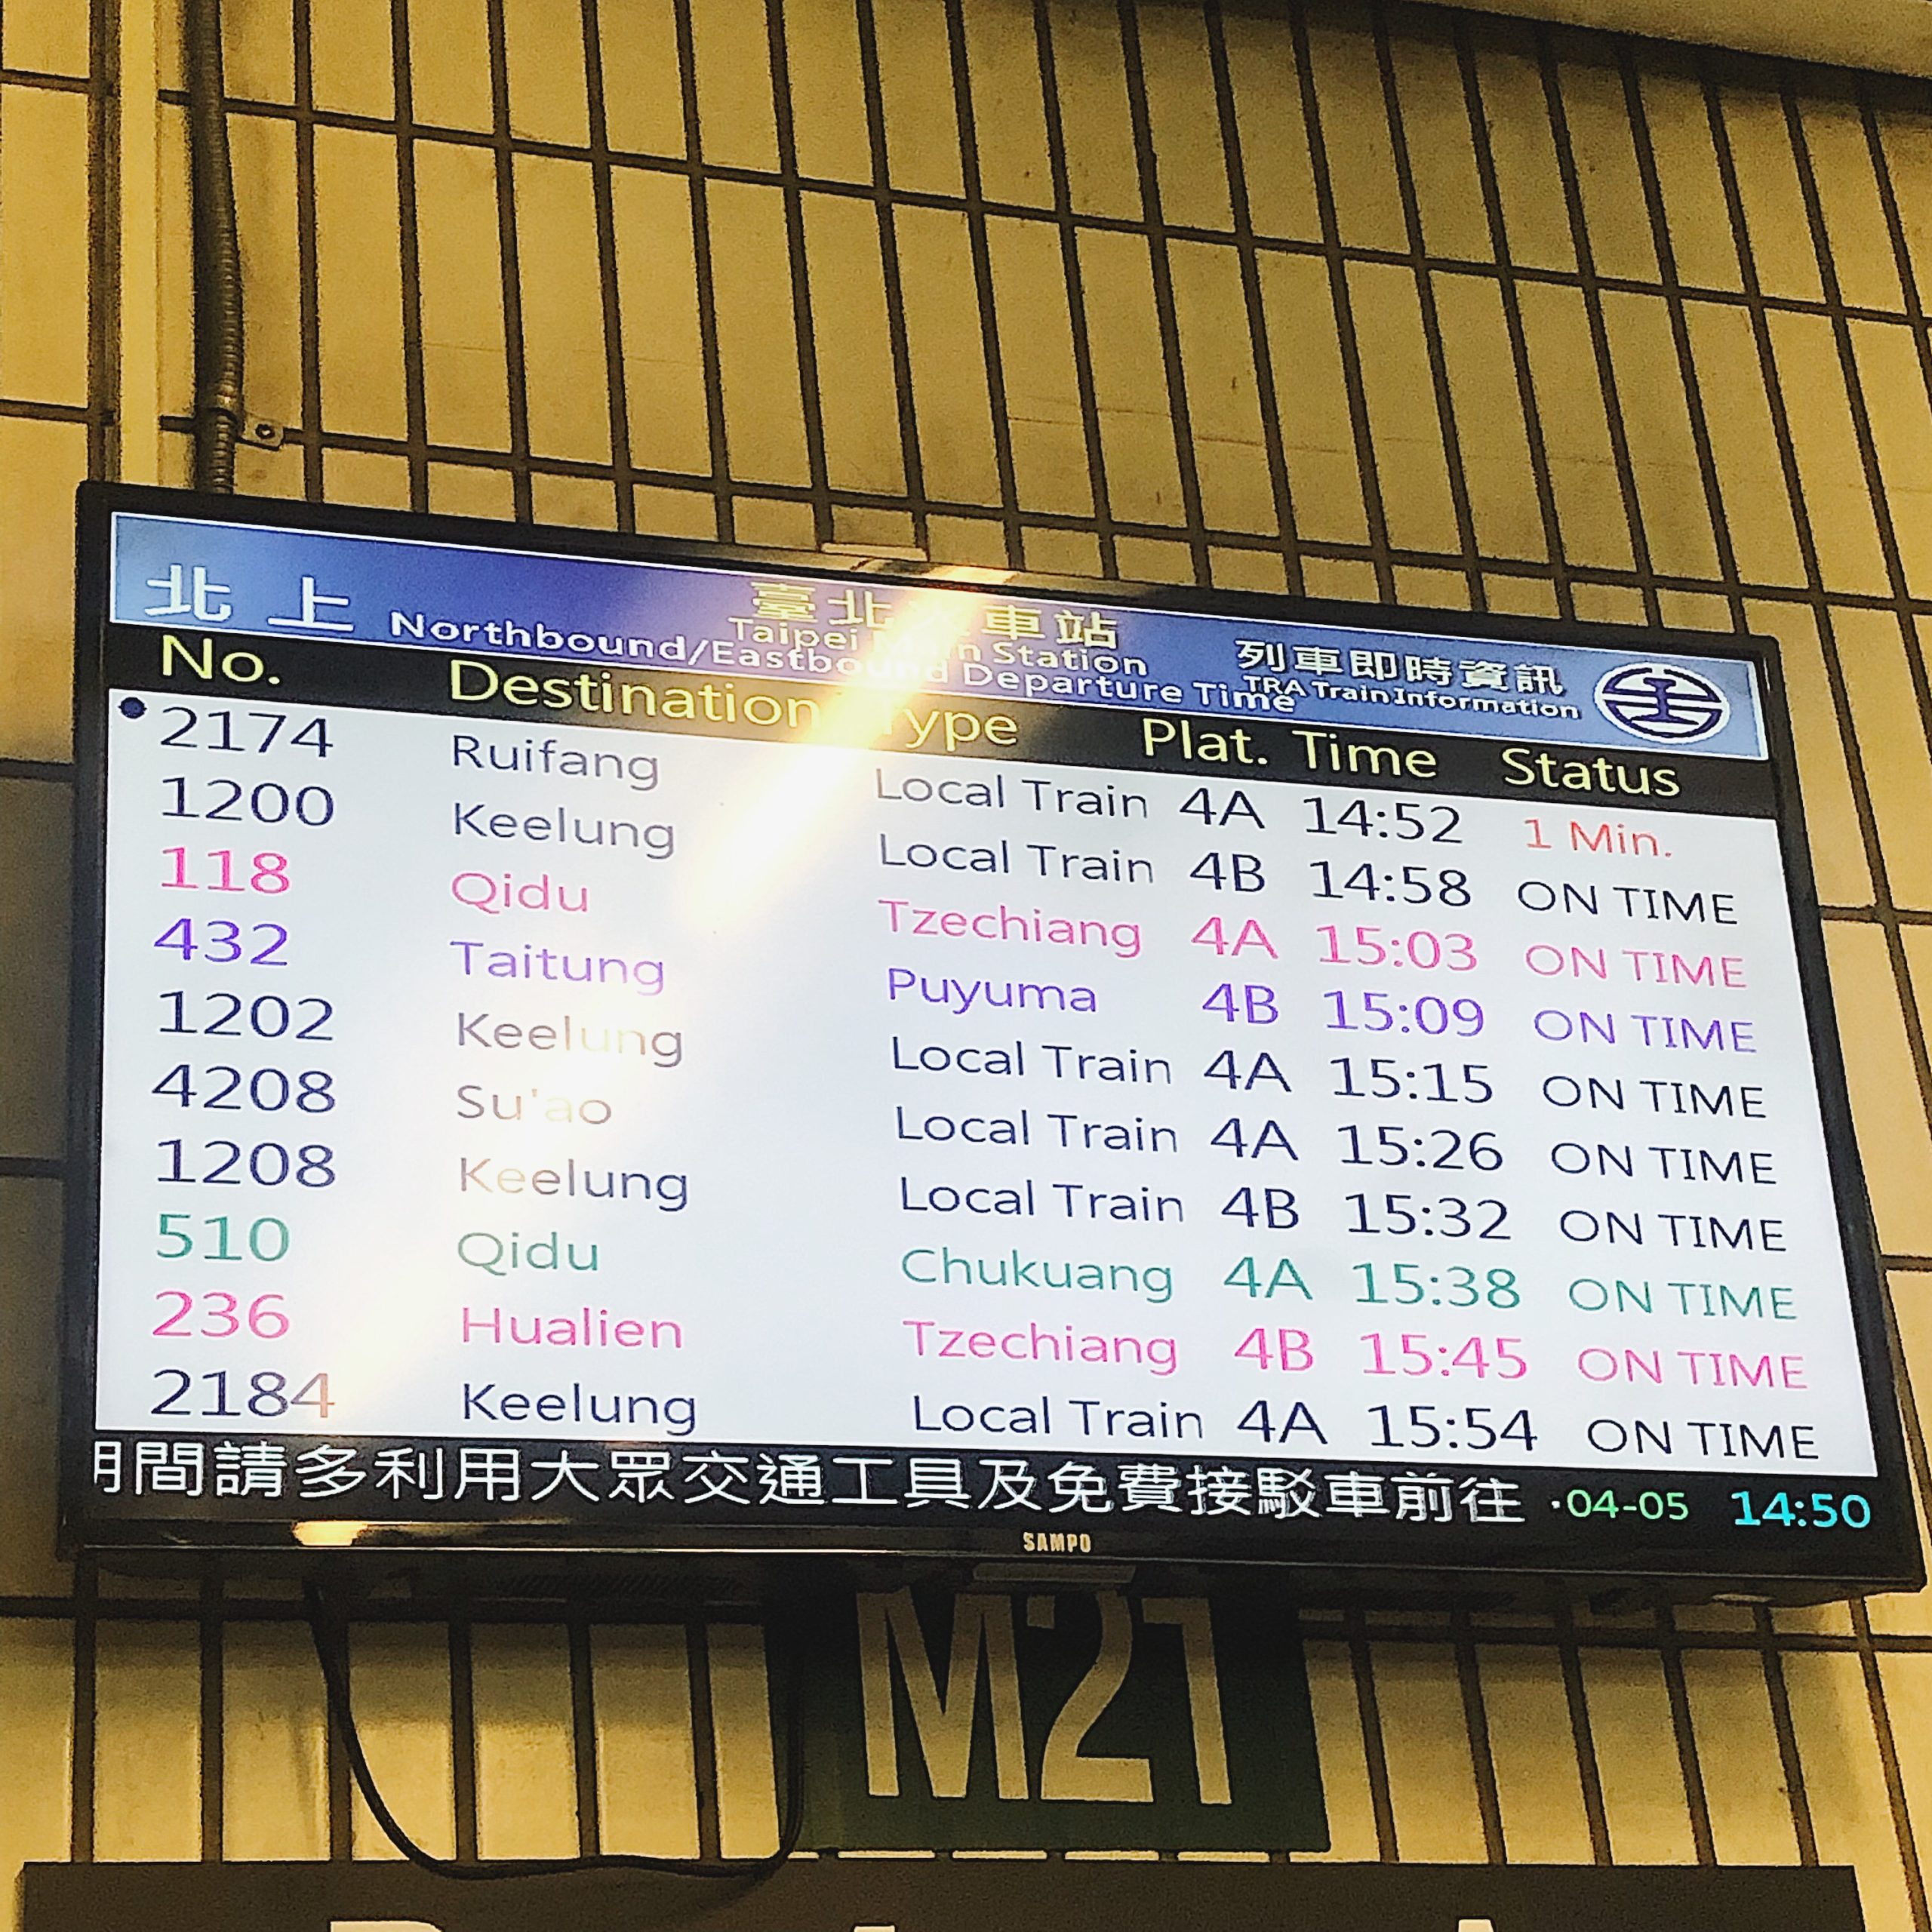 北上 Northbound/Eastbound Departure Time
臺北車站
Taipei Station
列車即時資訊
TRA Train Information
No. Destination Type Plat. Time Status
2174 Ruifang Local Train 4A 14:52 1 Min.
1200 Keelung Local Train 4B 14:58 ON TIME
118 Qidu Tzechiang 4A 15:03 ON TIME
432 Taitung Puyuma 4B 15:09 ON TIME
1202 Keelung Local Train 4A 15:15 ON TIME
4208 Su'ao Local Train 4A 15:26 ON TIME
1208 Keelung Local Train 4B 15:32 ON TIME
510 Qidu Chukuang 4A 15:38 ON TIME
236 Hualien Tzechiang 4B 15:45 ON TIME
2184 Keelung Local Train 4A 15:54 ON TIME
間請多利用大眾交通工具及免費接駁車前往 04-05 14:50
SAMPO
M21